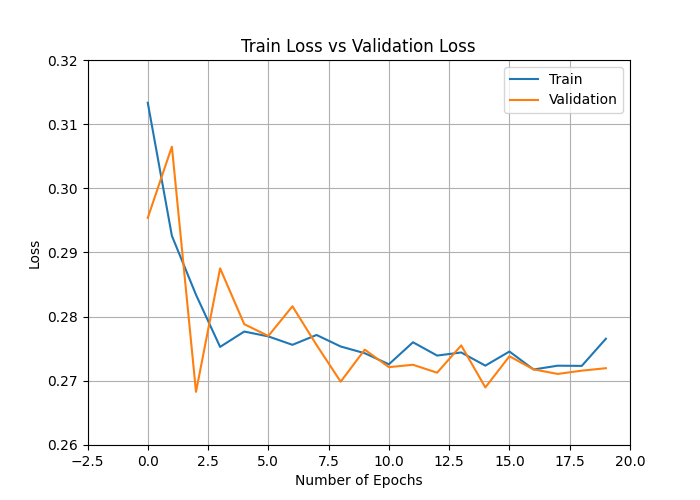 Train Loss vs Validation Loss
Train
Validation
0.32
0.31
0.30
0.29
0.28
0.27
0.26
Loss
−2.5 0.0 2.5 5.0 7.5 10.0 12.5 15.0 17.5 20.0
Number of Epochs